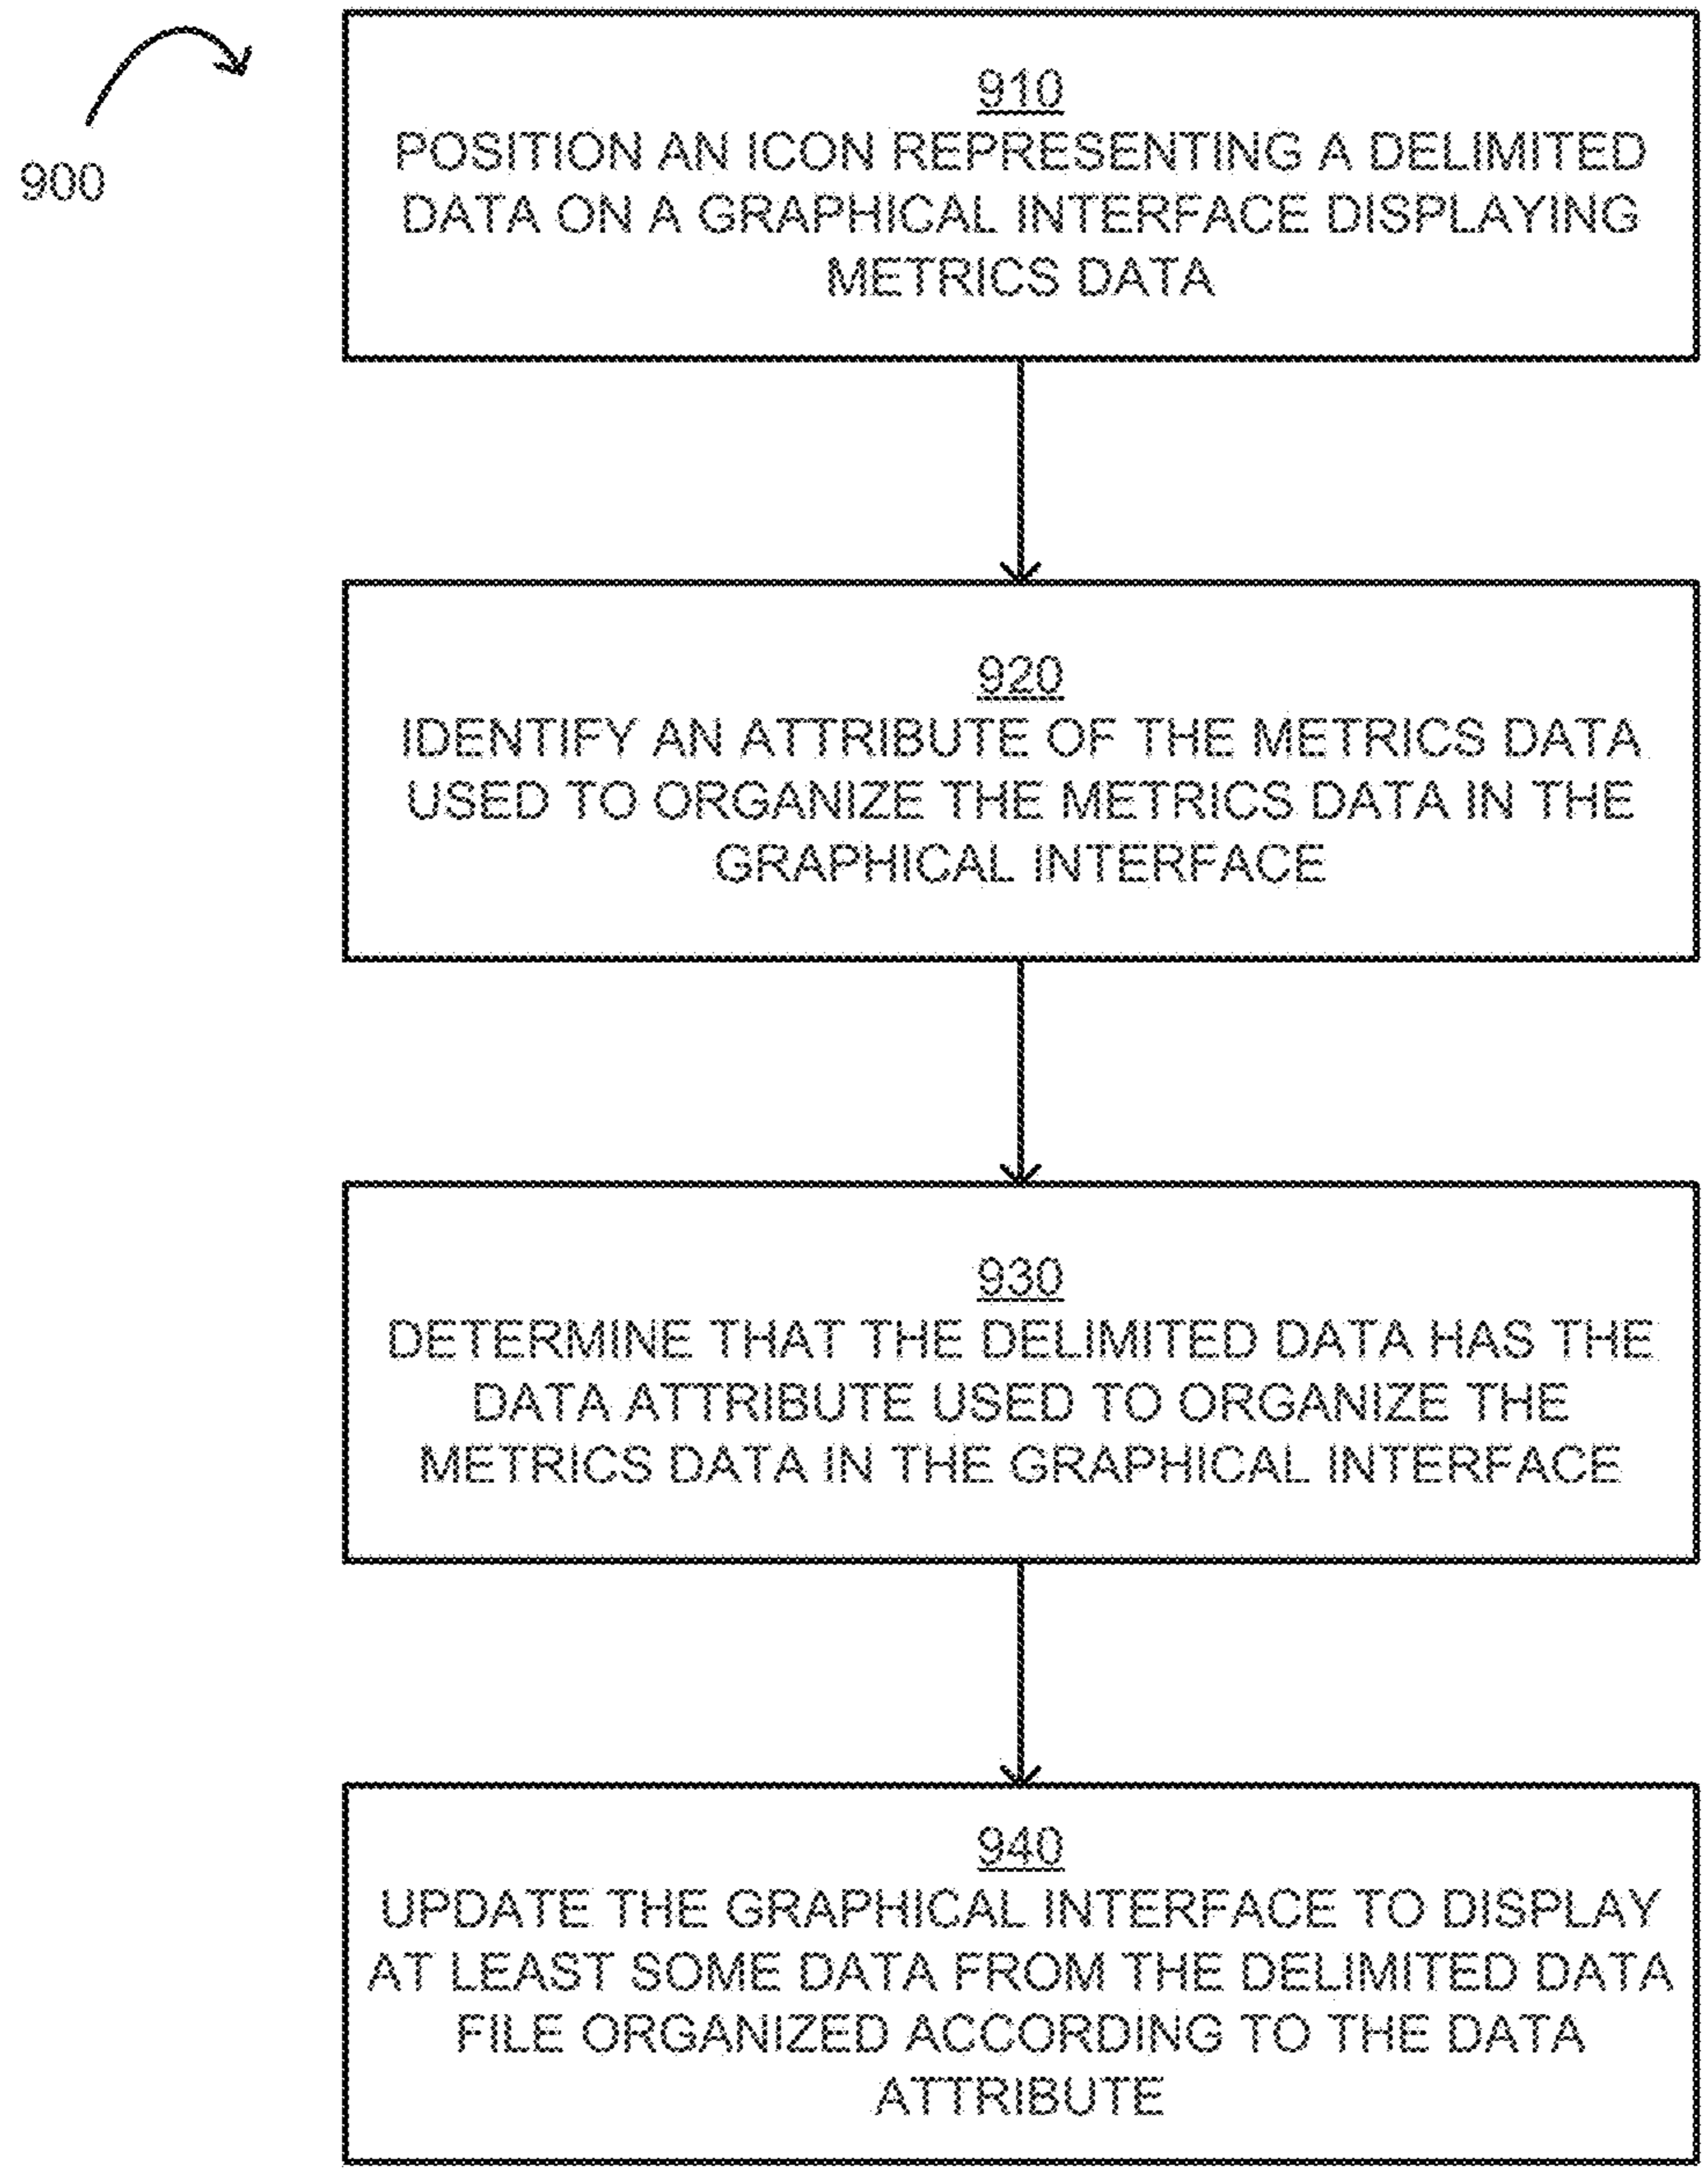 900
910
POSITION AN ICON REPRESENTING A DELIMITED
DATA ON A GRAPHICAL INTERFACE DISPLAYING
METRICS DATA
920
IDENTIFY AN ATTRIBUTE OF THE METRICS DATA
USED TO ORGANIZE THE METRICS DATA IN THE
GRAPHICAL INTERFACE
930
DETERMINE THAT THE DELIMITED DATA HAS THE
DATA ATTRIBUTE USED TO ORGANIZE THE
METRICS DATA IN THE GRAPHICAL INTERFACE
940
UPDATE THE GRAPHICAL INTERFACE TO DISPLAY
AT LEAST SOME DATA FROM THE DELIMITED DATA
FILE ORGANIZED ACCORDING TO THE DATA
ATTRIBUTE